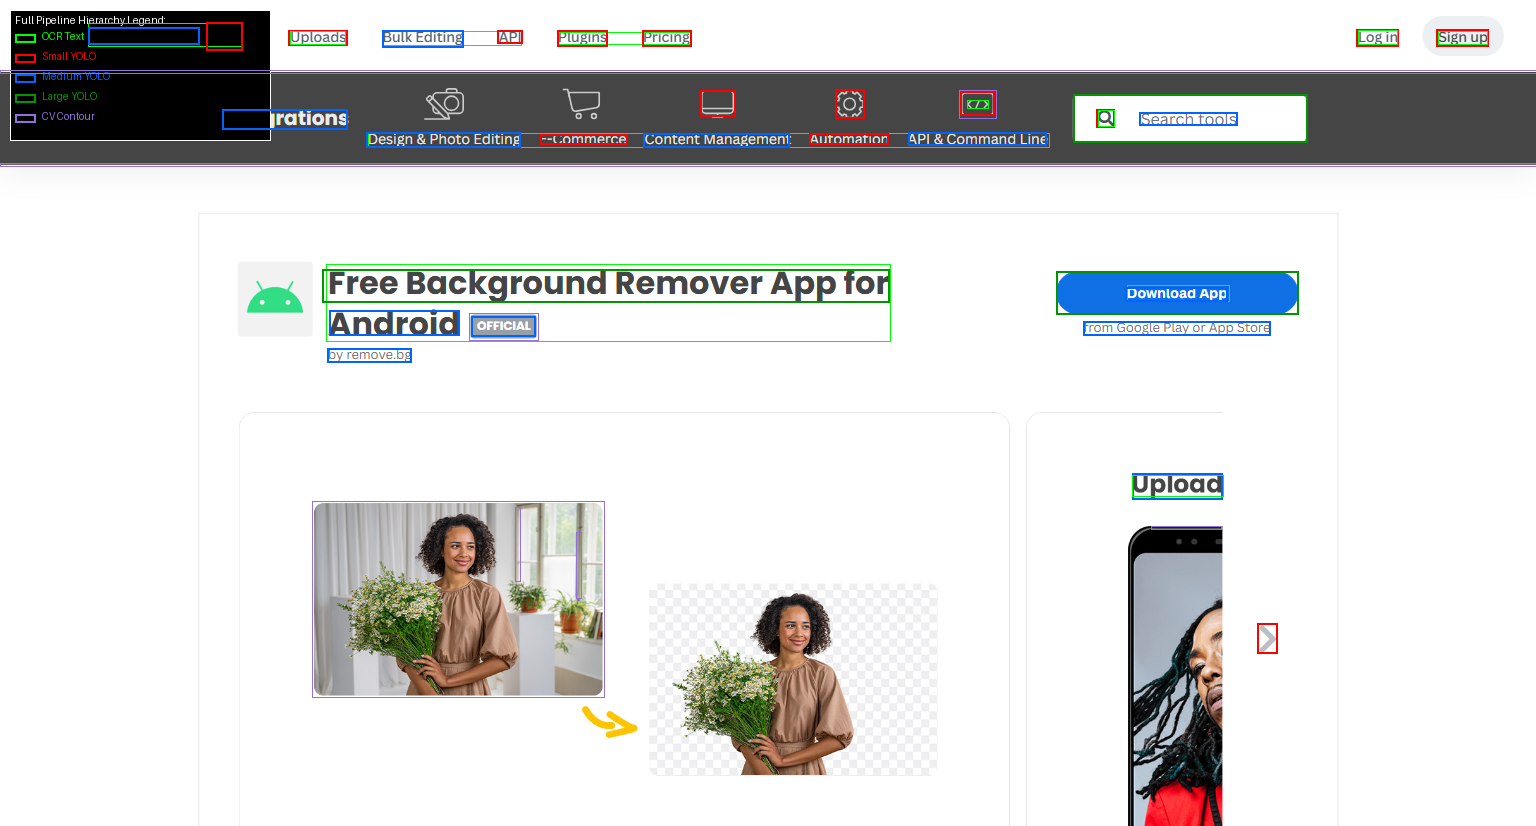 Full Pipeline Hierarchy Legend:
OCR Text
Small YOLO
Medium YOLO
Large YOLO
CV Contour
Uploads Bulk Editing API Plugins Pricing Log in Sign up
grations
Design & Photo Editing
-Commerce
Content Management
Automation
API & Command Line
Search tools
Free Background Remover App for
Android OFFICIAL
by remove.bg
Download App
from Google Play or App Store
Upload